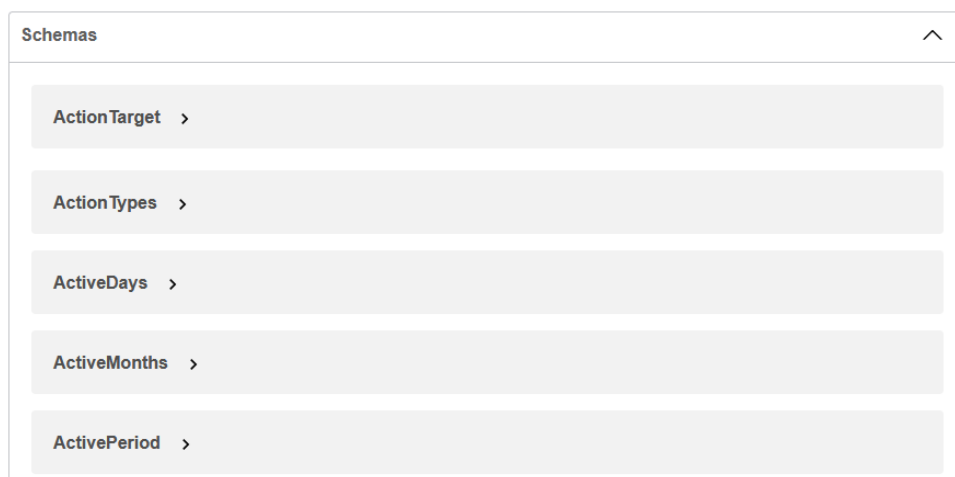 Schemas
ActionTarget
ActionTypes
ActiveDays
ActiveMonths
ActivePeriod